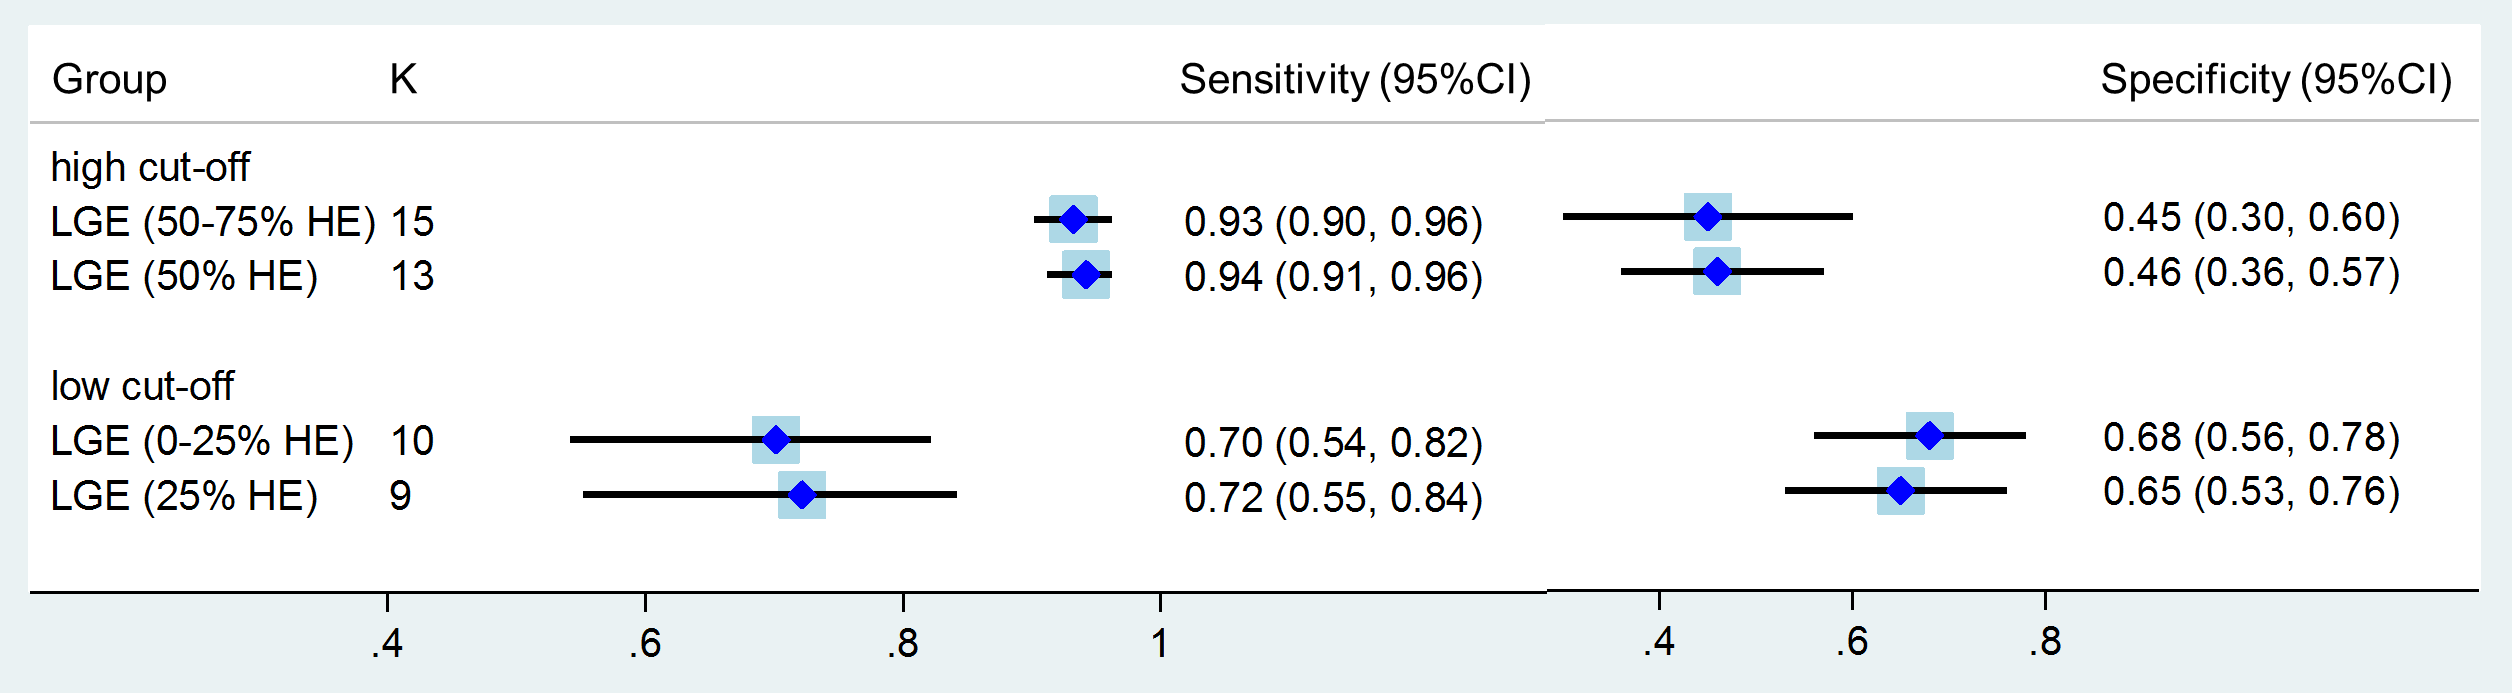 Group K Sensitivity (95%CI) Specificity (95%CI)
high cut-off
LGE (50-75% HE) 15 0.93 (0.90, 0.96) 0.45 (0.30, 0.60)
LGE (50% HE) 13 0.94 (0.91, 0.96) 0.46 (0.36, 0.57)
low cut-off
LGE (0-25% HE) 10 0.70 (0.54, 0.82) 0.68 (0.56, 0.78)
LGE (25% HE) 9 0.72 (0.55, 0.84) 0.65 (0.53, 0.76)
.4 .6 .8 1 .4 .6 .8